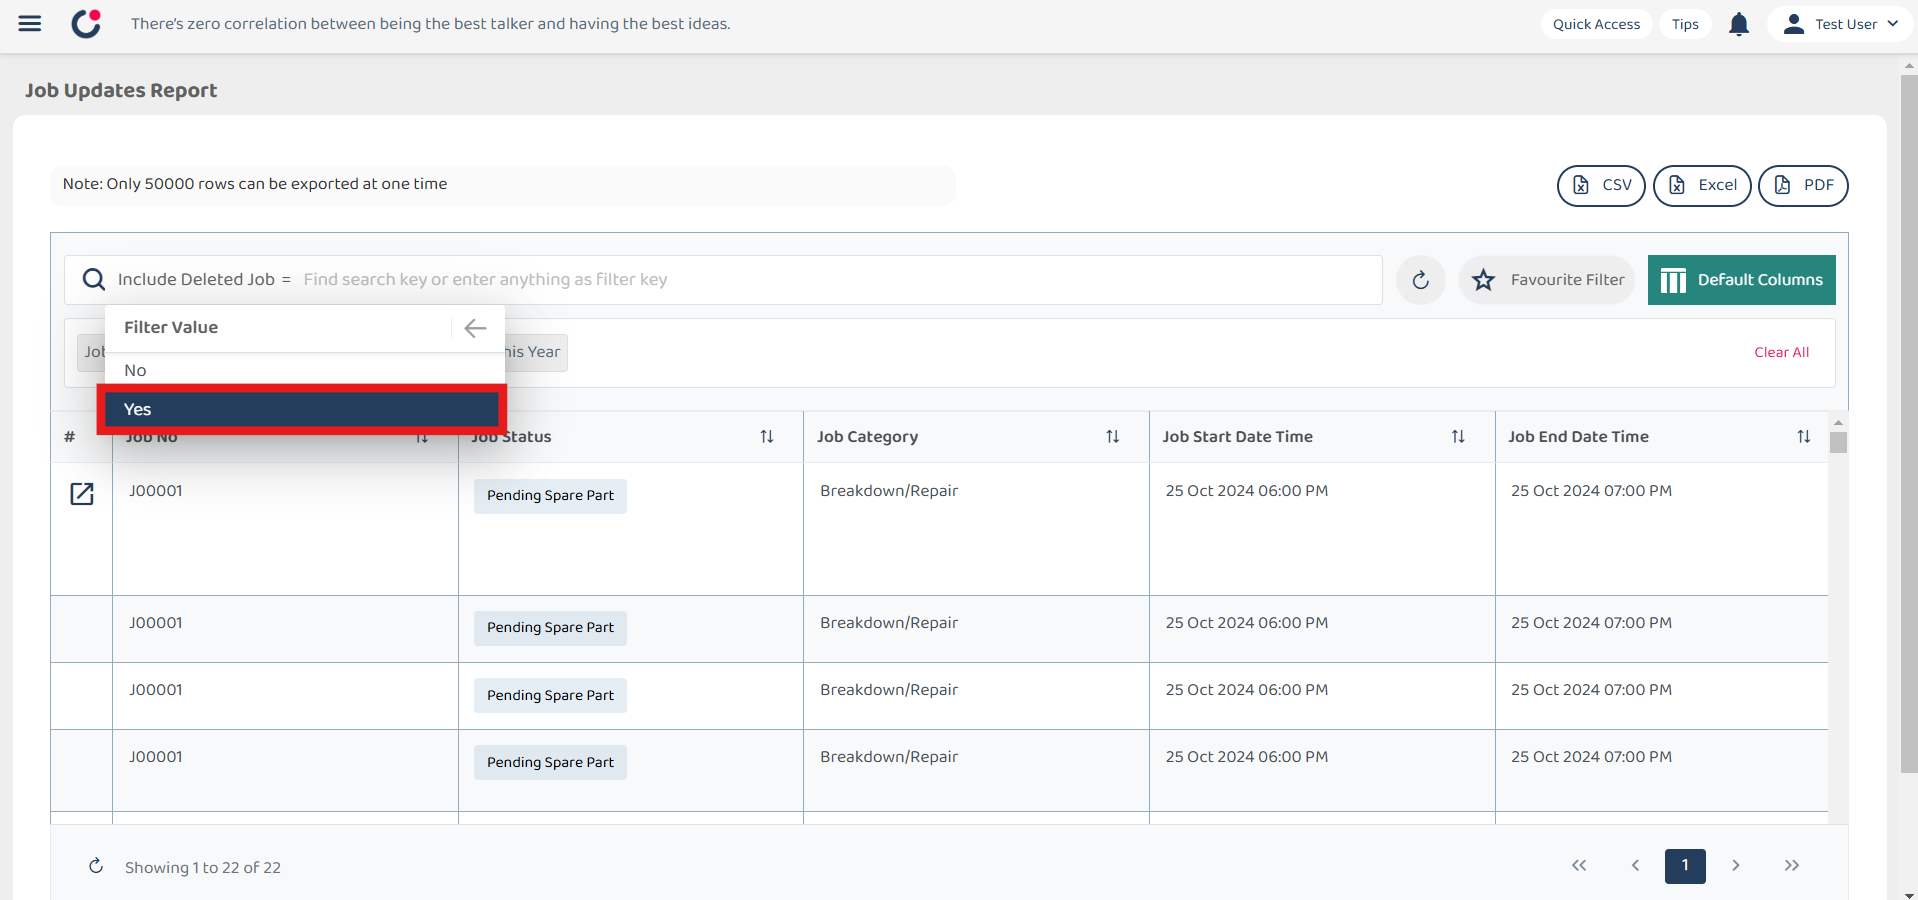 There's zero correlation between being the best talker and having the best ideas.
Quick Access
Tips
Test User
Job Updates Report
Note: Only 50000 rows can be exported at one time
CSV
Excel
PDF
Include Deleted Job = Find search key or enter anything as filter key
Favourite Filter
Default Columns
Filter Value
Job
his Year
Clear All
No
Yes
# Job No Job Status Job Category Job Start Date Time Job End Date Time
J00001 Pending Spare Part Breakdown/Repair 25 Oct 2024 06:00 PM 25 Oct 2024 07:00 PM
J00001 Pending Spare Part Breakdown/Repair 25 Oct 2024 06:00 PM 25 Oct 2024 07:00 PM
J00001 Pending Spare Part Breakdown/Repair 25 Oct 2024 06:00 PM 25 Oct 2024 07:00 PM
J00001 Pending Spare Part Breakdown/Repair 25 Oct 2024 06:00 PM 25 Oct 2024 07:00 PM
Showing 1 to 22 of 22
1